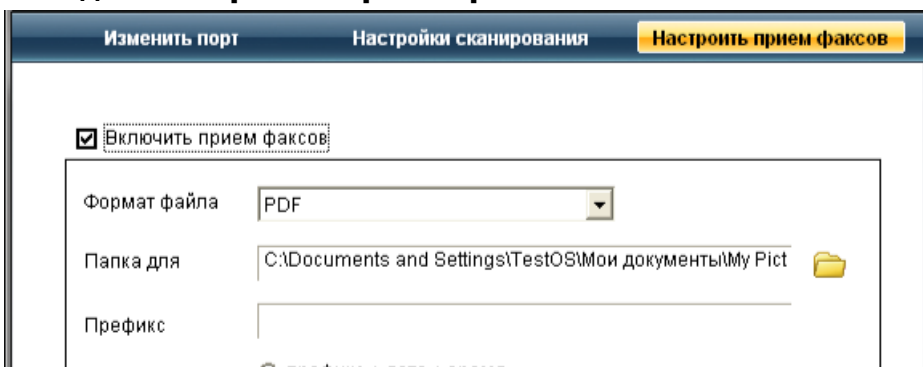 Изменить порт Настройки сканирования Настроить прием факсов
Включить прием факсов
Формат файла PDF
Папка для C:\Documents and Settings\TestOS\Мои документы\My Pict
Префикс